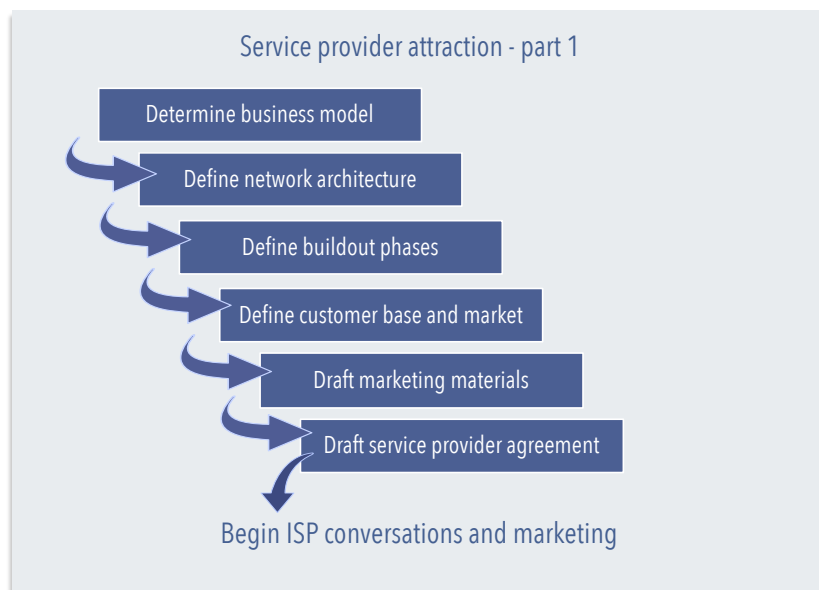 Service provider attraction - part 1
Determine business model
Define network architecture
Define buildout phases
Define customer base and market
Draft marketing materials
Draft service provider agreement
Begin ISP conversations and marketing